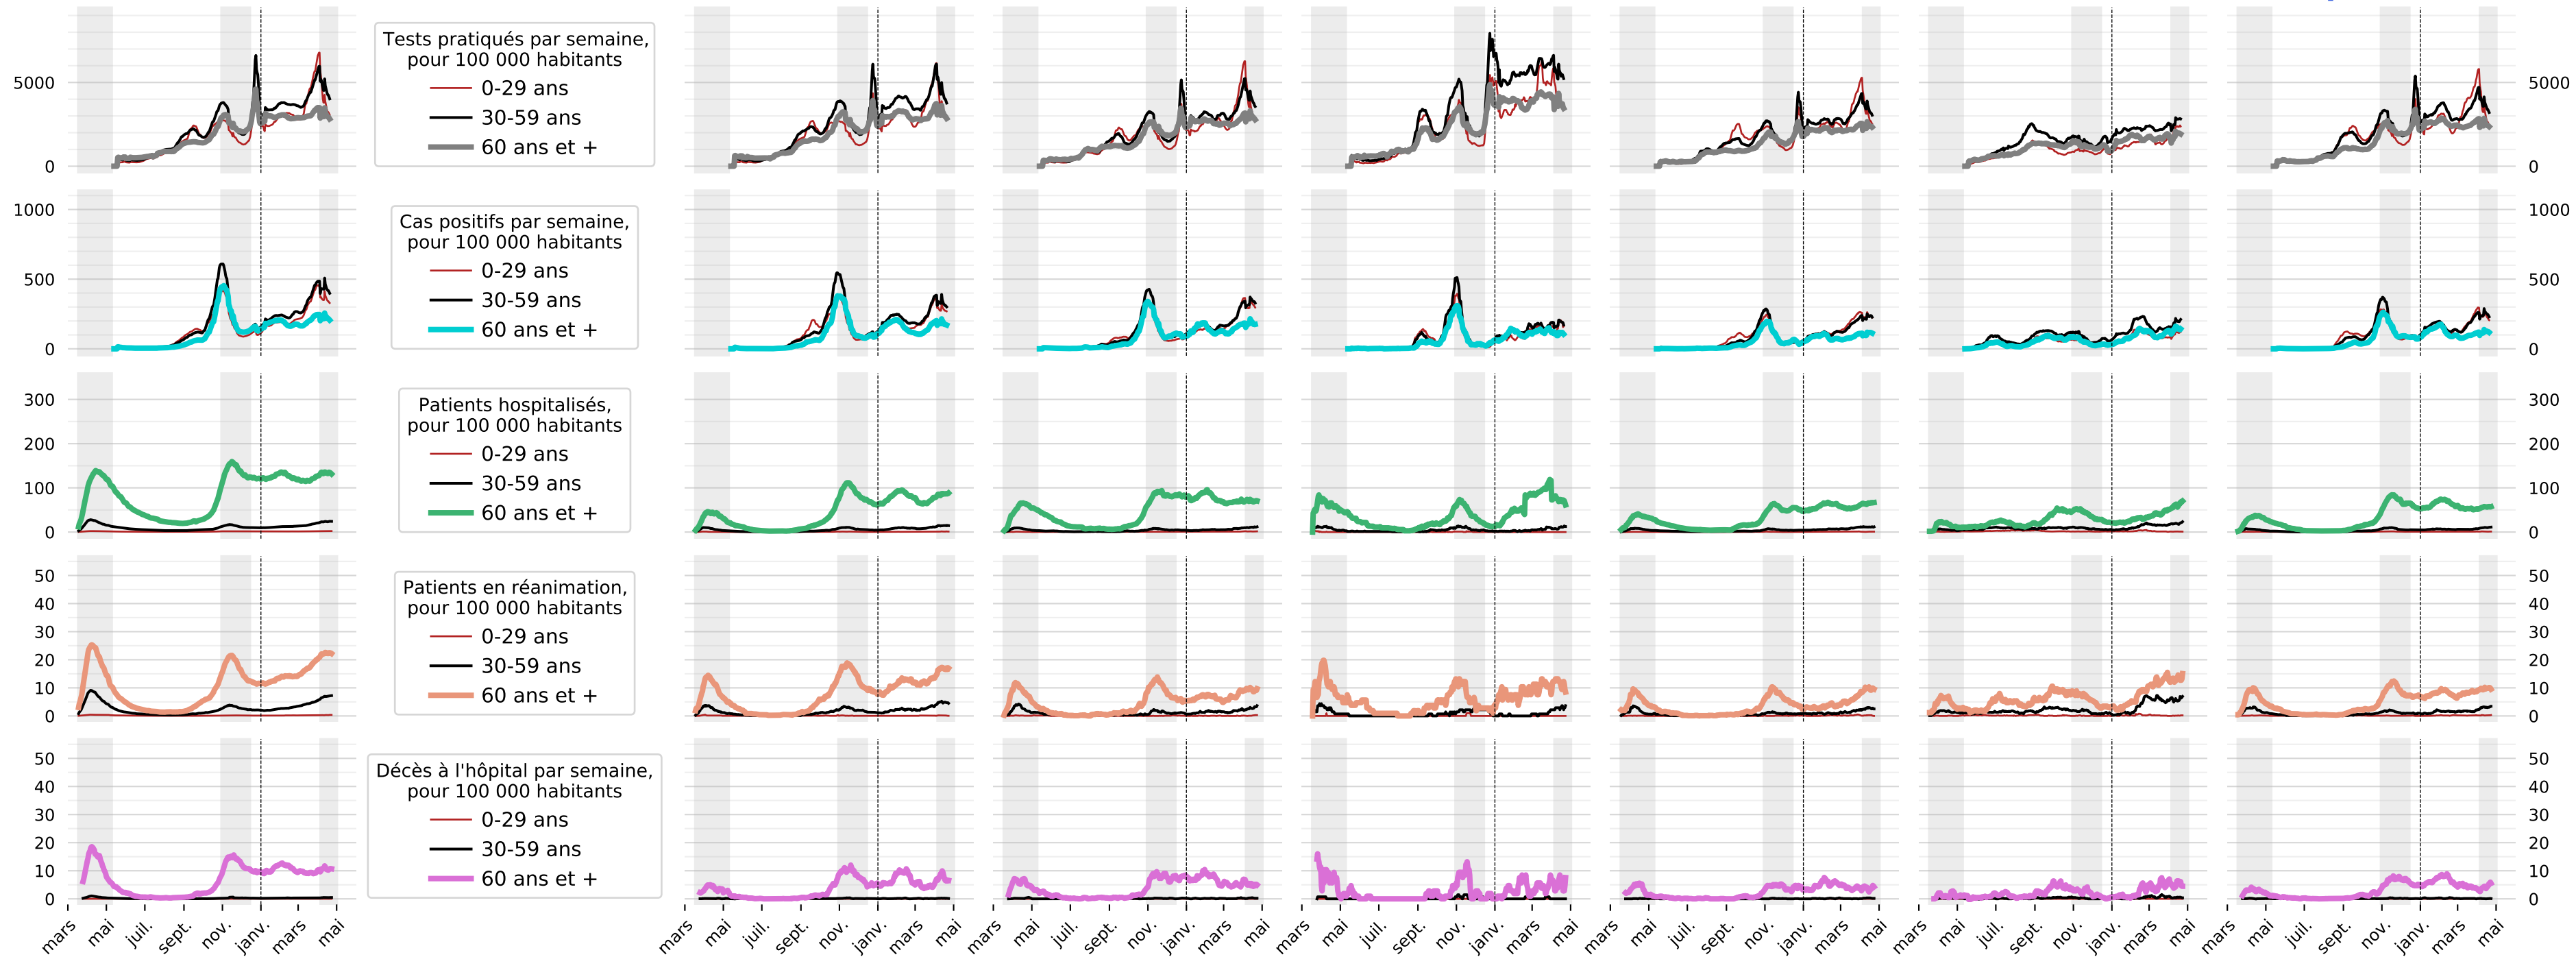 5000
0
Tests pratiqués par semaine,
pour 100 000 habitants
0-29 ans
30-59 ans
60 ans et +
5000
0
1000
500
0
Cas positifs par semaine,
pour 100 000 habitants
0-29 ans
30-59 ans
60 ans et +
1000
500
0
300
200
100
0
Patients hospitalisés,
pour 100 000 habitants
0-29 ans
30-59 ans
60 ans et +
300
200
100
0
50
40
30
20
10
0
Patients en réanimation,
pour 100 000 habitants
0-29 ans
30-59 ans
60 ans et +
50
40
30
20
10
0
50
40
30
20
10
0
Décès à l'hôpital par semaine,
pour 100 000 habitants
0-29 ans
30-59 ans
60 ans et +
50
40
30
20
10
0
mars mai juil. sept. nov. janv. mars mai
mars mai juil. sept. nov. janv. mars mai
mars mai juil. sept. nov. janv. mars mai
mars mai juil. sept. nov. janv. mars mai
mars mai juil. sept. nov. janv. mars mai
mars mai juil. sept. nov. janv. mars mai
mars mai juil. sept. nov. janv. mars mai